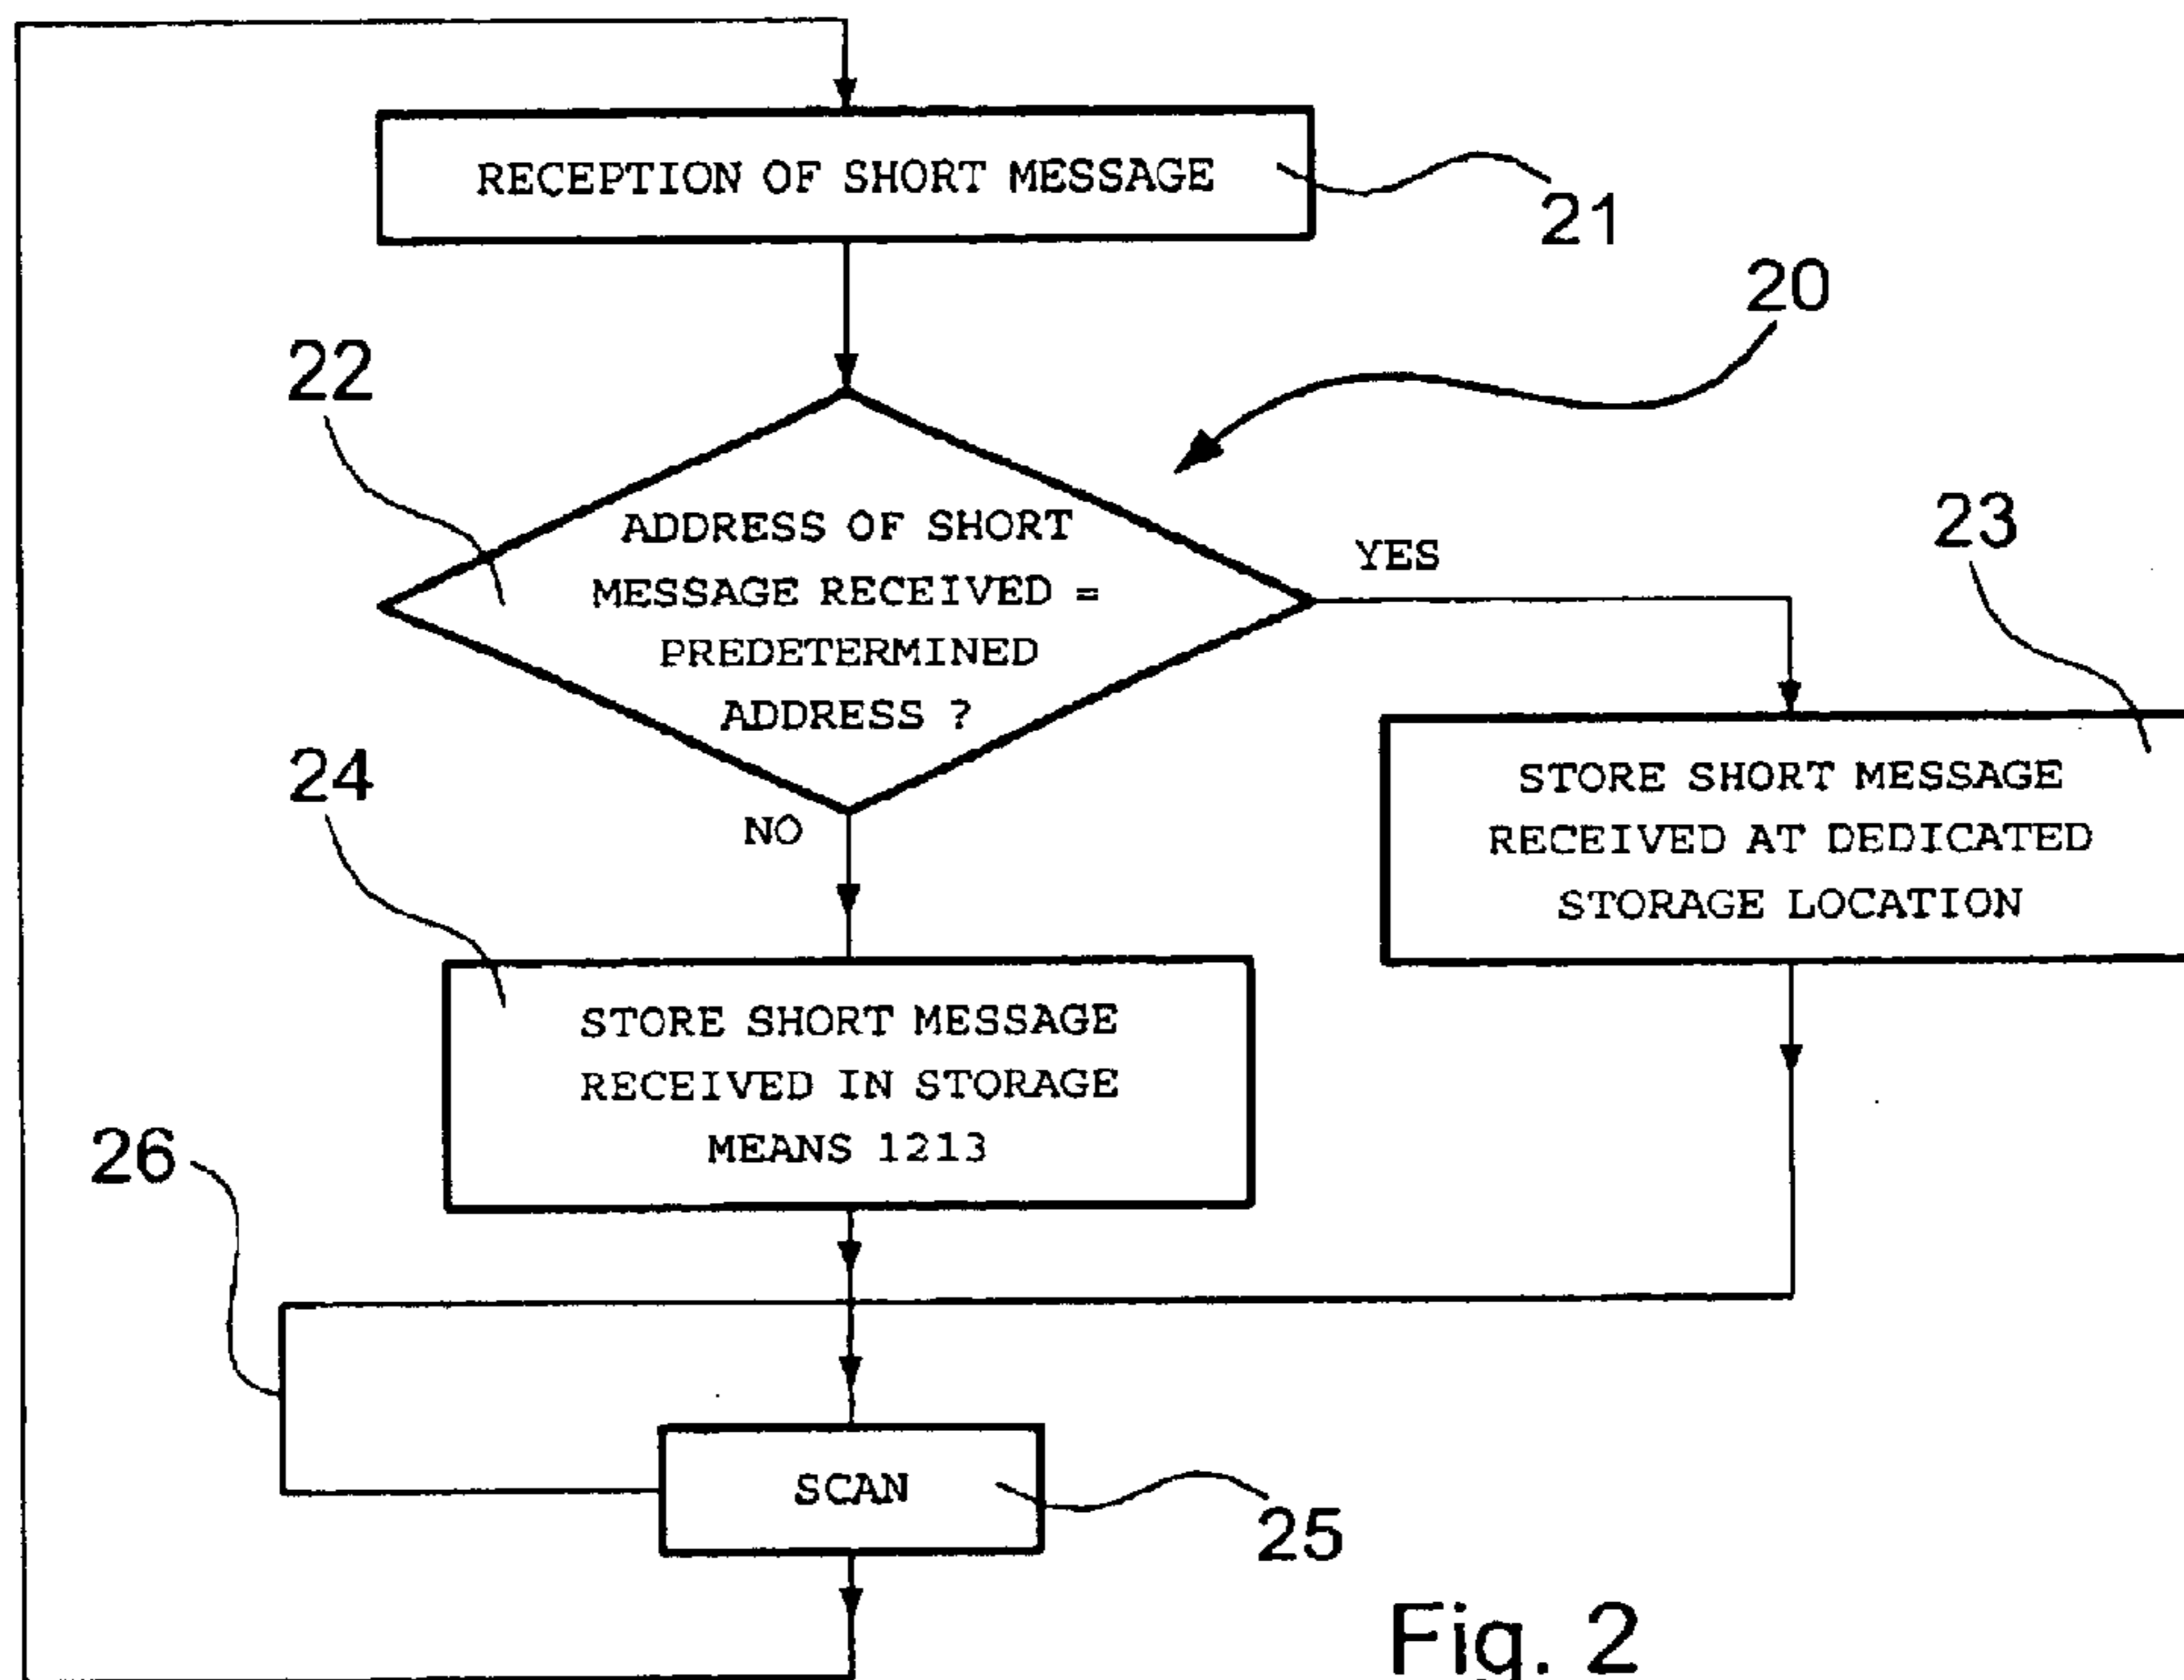 RECEPTION OF SHORT MESSAGE
21
20
22
ADDRESS OF SHORT
MESSAGE RECEIVED =
PREDETERMINED
ADDRESS ?
YES
23
NO
STORE SHORT MESSAGE
RECEIVED AT DEDICATED
STORAGE LOCATION
24
STORE SHORT MESSAGE
RECEIVED IN STORAGE
MEANS 1213
26
SCAN
25
Fig. 2